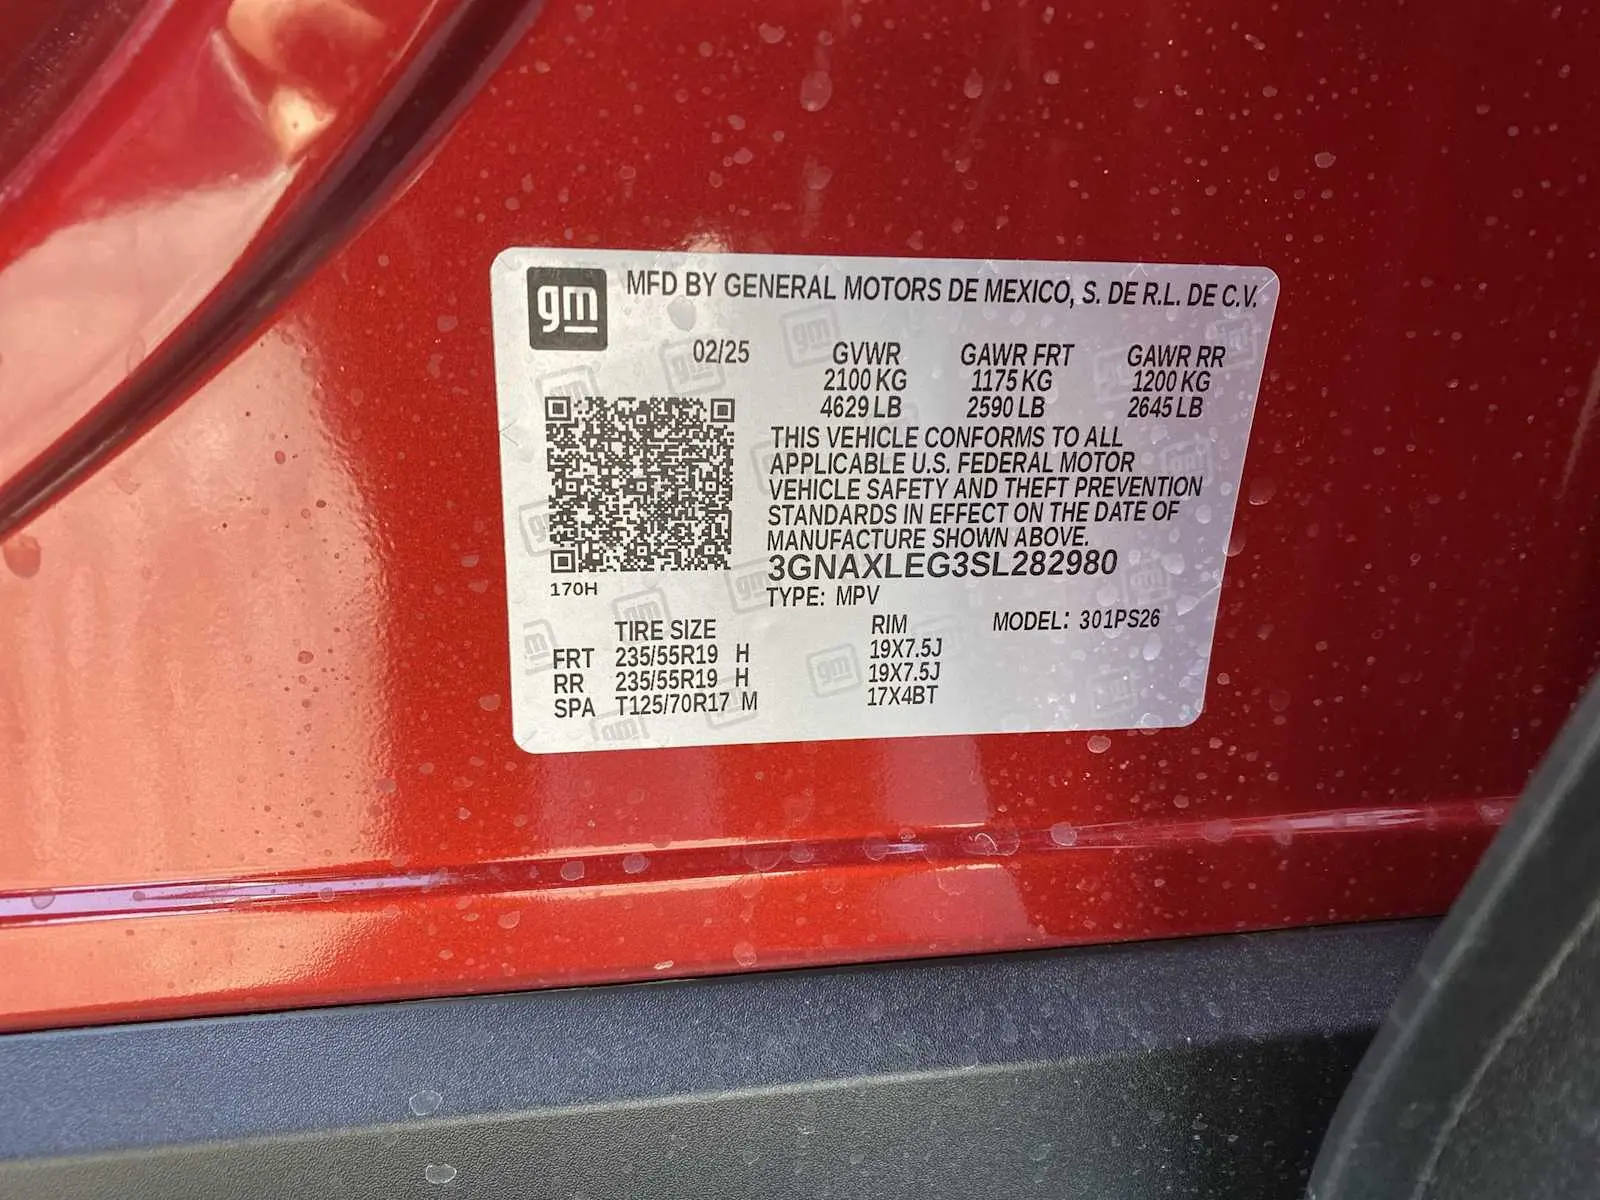 gm
MFD BY GENERAL MOTORS DE MEXICO, S. DE R.L. DE C.V.
02/25 GVWR GAWR FRT GAWR RR
2100 KG 1175 KG 1200 KG
4629 LB 2590 LB 2645 LB
THIS VEHICLE CONFORMS TO ALL
APPLICABLE U.S. FEDERAL MOTOR
VEHICLE SAFETY AND THEFT PREVENTION
STANDARDS IN EFFECT ON THE DATE OF
MANUFACTURE SHOWN ABOVE.
3GNAXLEG3SL282980
170H
TYPE: MPV
TIRE SIZE RIM MODEL: 301PS26
FRT 235/55R19 H 19X7.5J
RR 235/55R19 H 19X7.5J
SPA T125/70R17 M 17X4BT